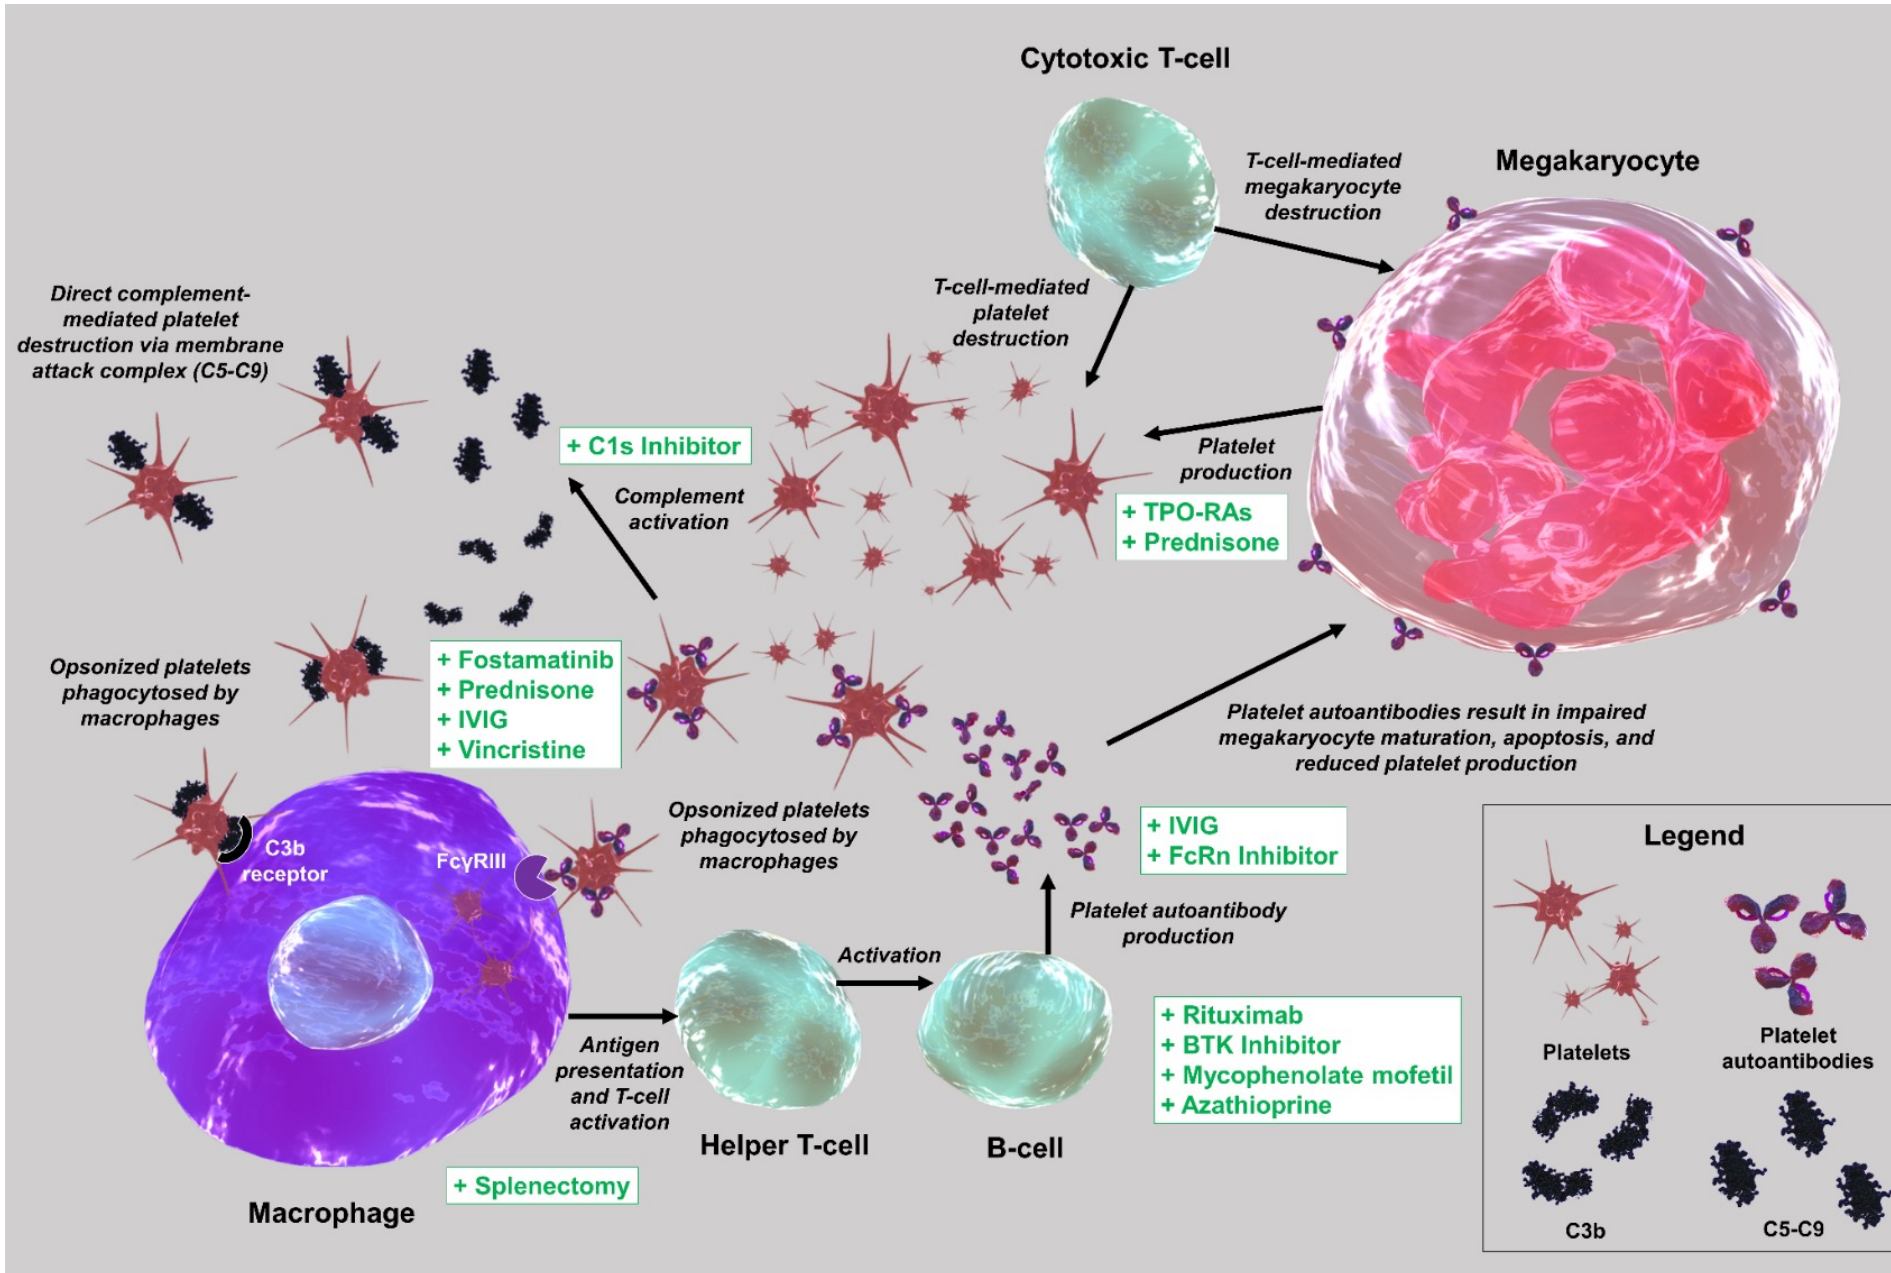 Cytotoxic T-cell
T-cell-mediated
megakaryocyte
destruction
Megakaryocyte
T-cell-mediated
platelet
destruction
Direct complement-
mediated platelet
destruction via membrane
attack complex (C5-C9)
+ C1s Inhibitor
Complement
activation
Platelet
production
+ TPO-RAs
+ Prednisone
Opsonized platelets
phagocytosed by
macrophages
+ Fostamatinib
+ Prednisone
+ IVIG
+ Vincristine
Platelet autoantibodies result in impaired
megakaryocyte maturation, apoptosis, and
reduced platelet production
Opsonized platelets
phagocytosed by
macrophages
C3b
receptor
FcγRIII
+ IVIG
+ FcRn Inhibitor
Platelet autoantibody
production
Activation
Antigen
presentation
and T-cell
activation
Helper T-cell
B-cell
+ Rituximab
+ BTK Inhibitor
+ Mycophenolate mofetil
+ Azathioprine
+ Splenectomy
Macrophage
Legend
Platelets
Platelet
autoantibodies
C3b
C5-C9